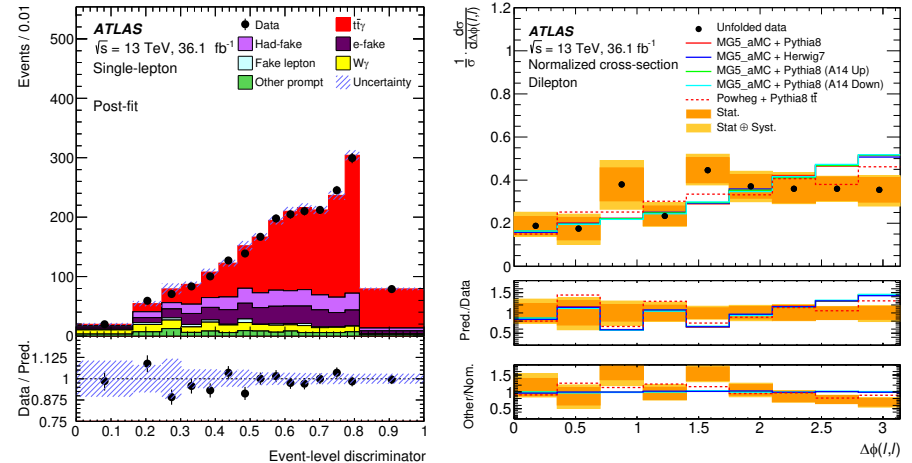 Events / 0.01
500
400
300
200
100
0
ATLAS
√s = 13 TeV, 36.1 fb⁻¹
Single-lepton
Post-fit
Data
tt̄γ
Had-fake
e-fake
Fake lepton
Wγ
Other prompt
Uncertainty
Data / Pred.
1.125
1
0.875
0.75
0 0.1 0.2 0.3 0.4 0.5 0.6 0.7 0.8 0.9 1
Event-level discriminator
1/σ · dσ/dΔϕ(l,l)
1.2
1
0.8
0.6
0.4
0.2
0
ATLAS
√s = 13 TeV, 36.1 fb⁻¹
Normalized cross-section
Dilepton
Unfolded data
MG5_aMC + Pythia8
MG5_aMC + Herwig7
MG5_aMC + Pythia8 (A14 Up)
MG5_aMC + Pythia8 (A14 Down)
Powheg + Pythia8 tt̄
Stat.
Stat ⊕ Syst.
Pred./Data
1.5
1
0.5
Other/Nom.
1.5
1
0.5
0 0.5 1 1.5 2 2.5 3
Δϕ(l,l)